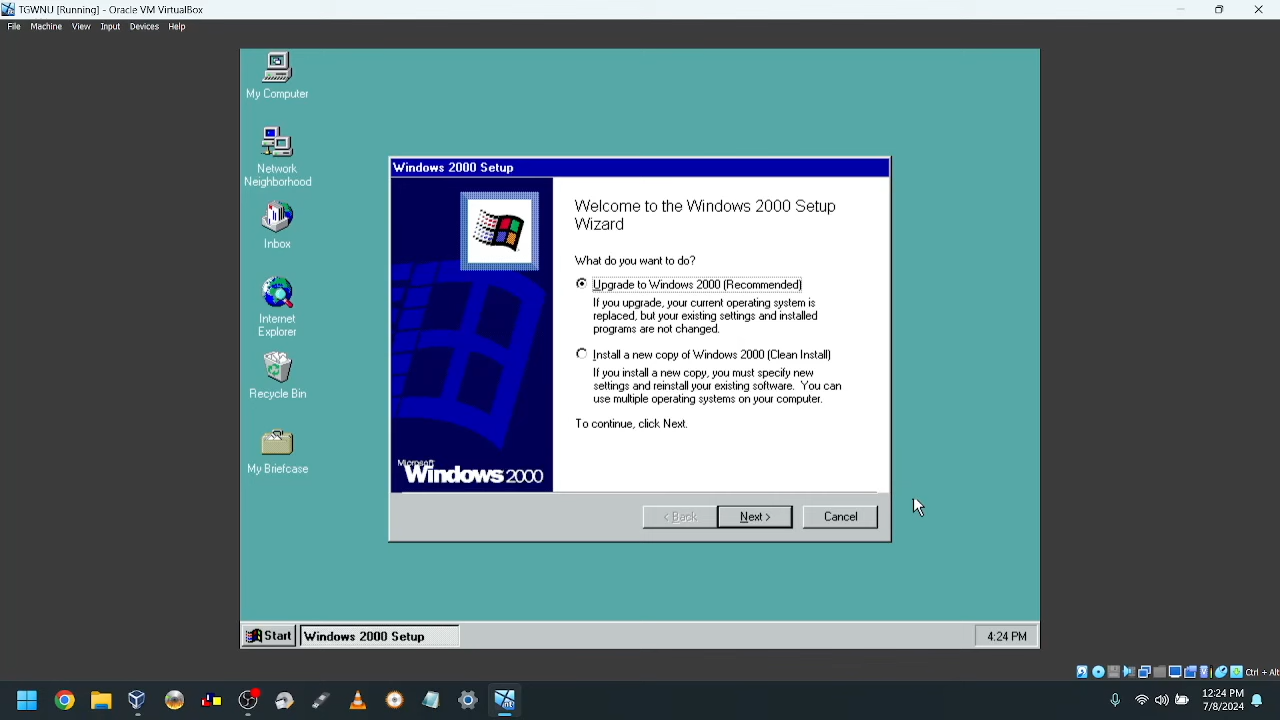 TGWNU [Running] - Oracle VM VirtualBox
File Machine View Input Devices Help
My Computer
Network
Neighborhood
Inbox
Internet
Explorer
Recycle Bin
My Briefcase
Windows 2000 Setup
Microsoft
Windows 2000
Welcome to the Windows 2000 Setup
Wizard
What do you want to do?
Upgrade to Windows 2000 (Recommended)
If you upgrade, your current operating system is
replaced, but your existing settings and installed
programs are not changed.
Install a new copy of Windows 2000 (Clean Install)
If you install a new copy, you must specify new
settings and reinstall your existing software. You can
use multiple operating systems on your computer.
To continue, click Next.
< Back Next > Cancel
Start Windows 2000 Setup 4:24 PM
Ctrl + Alt
12:24 PM
7/8/2024